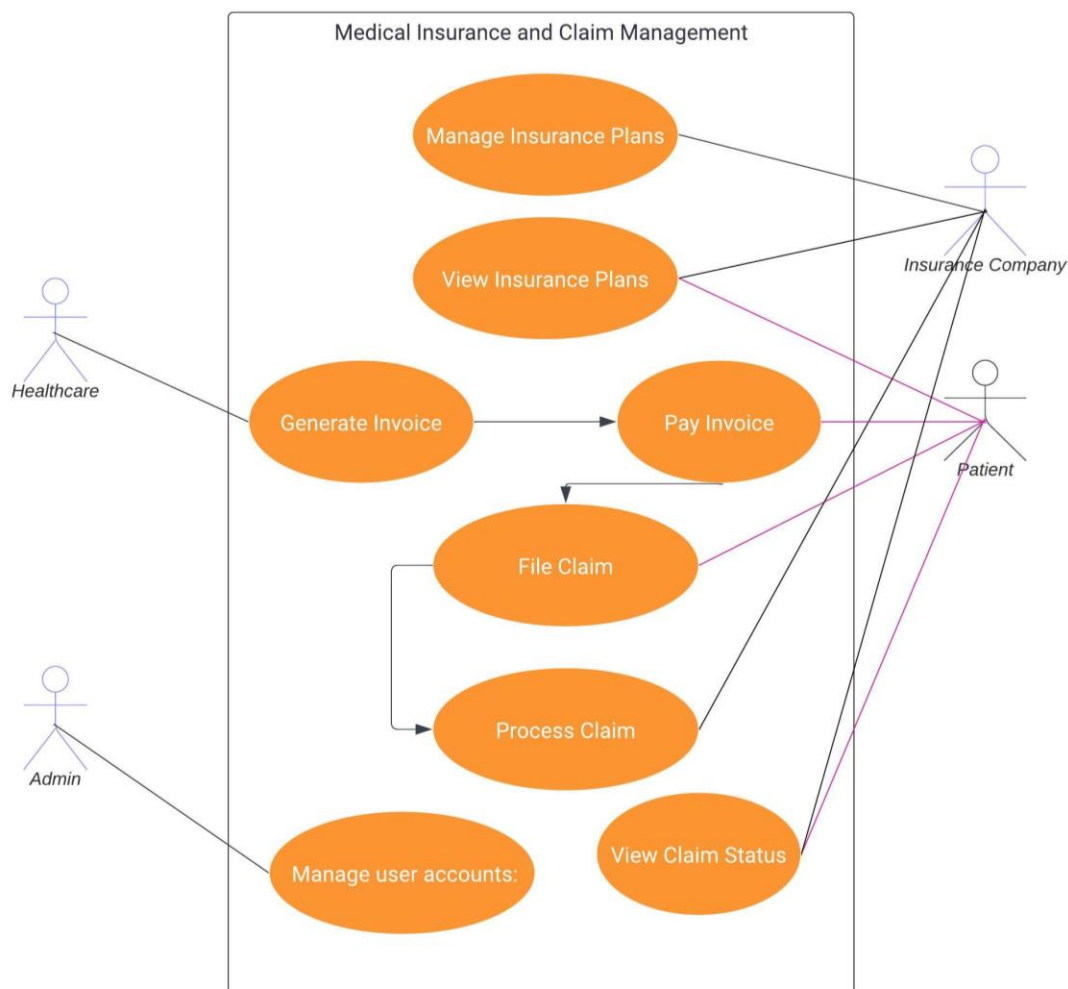 Medical Insurance and Claim Management
Manage Insurance Plans
View Insurance Plans
Insurance Company
Healthcare
Generate Invoice
Pay Invoice
Patient
File Claim
Process Claim
Admin
View Claim Status
Manage user accounts: